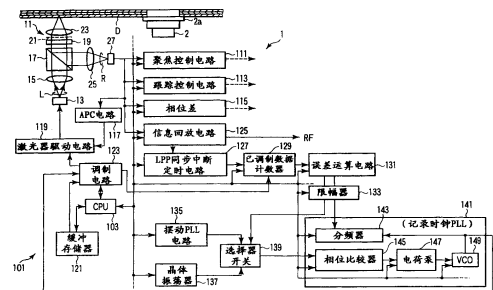 D
2a
2
1
11
21
23
19
17
27
25
R
15
L
13
聚焦控制电路
111
跟踪控制电路
113
相位差
115
APC电路
117
信息回放电路
125
RF
119
激光器驱动电路
123
调制
电路
LPP同步中断
定时电路
127
129
已调制数据
计数器
误差运算电路
131
限幅器
133
CPU
103
缓冲
存储器
121
101
135
摆动PLL
电路
选择器
开关
139
晶体
振荡器
137
141
(记录时钟PLL)
143
分频器
145
相位比较器
147
电荷泵
149
VCO